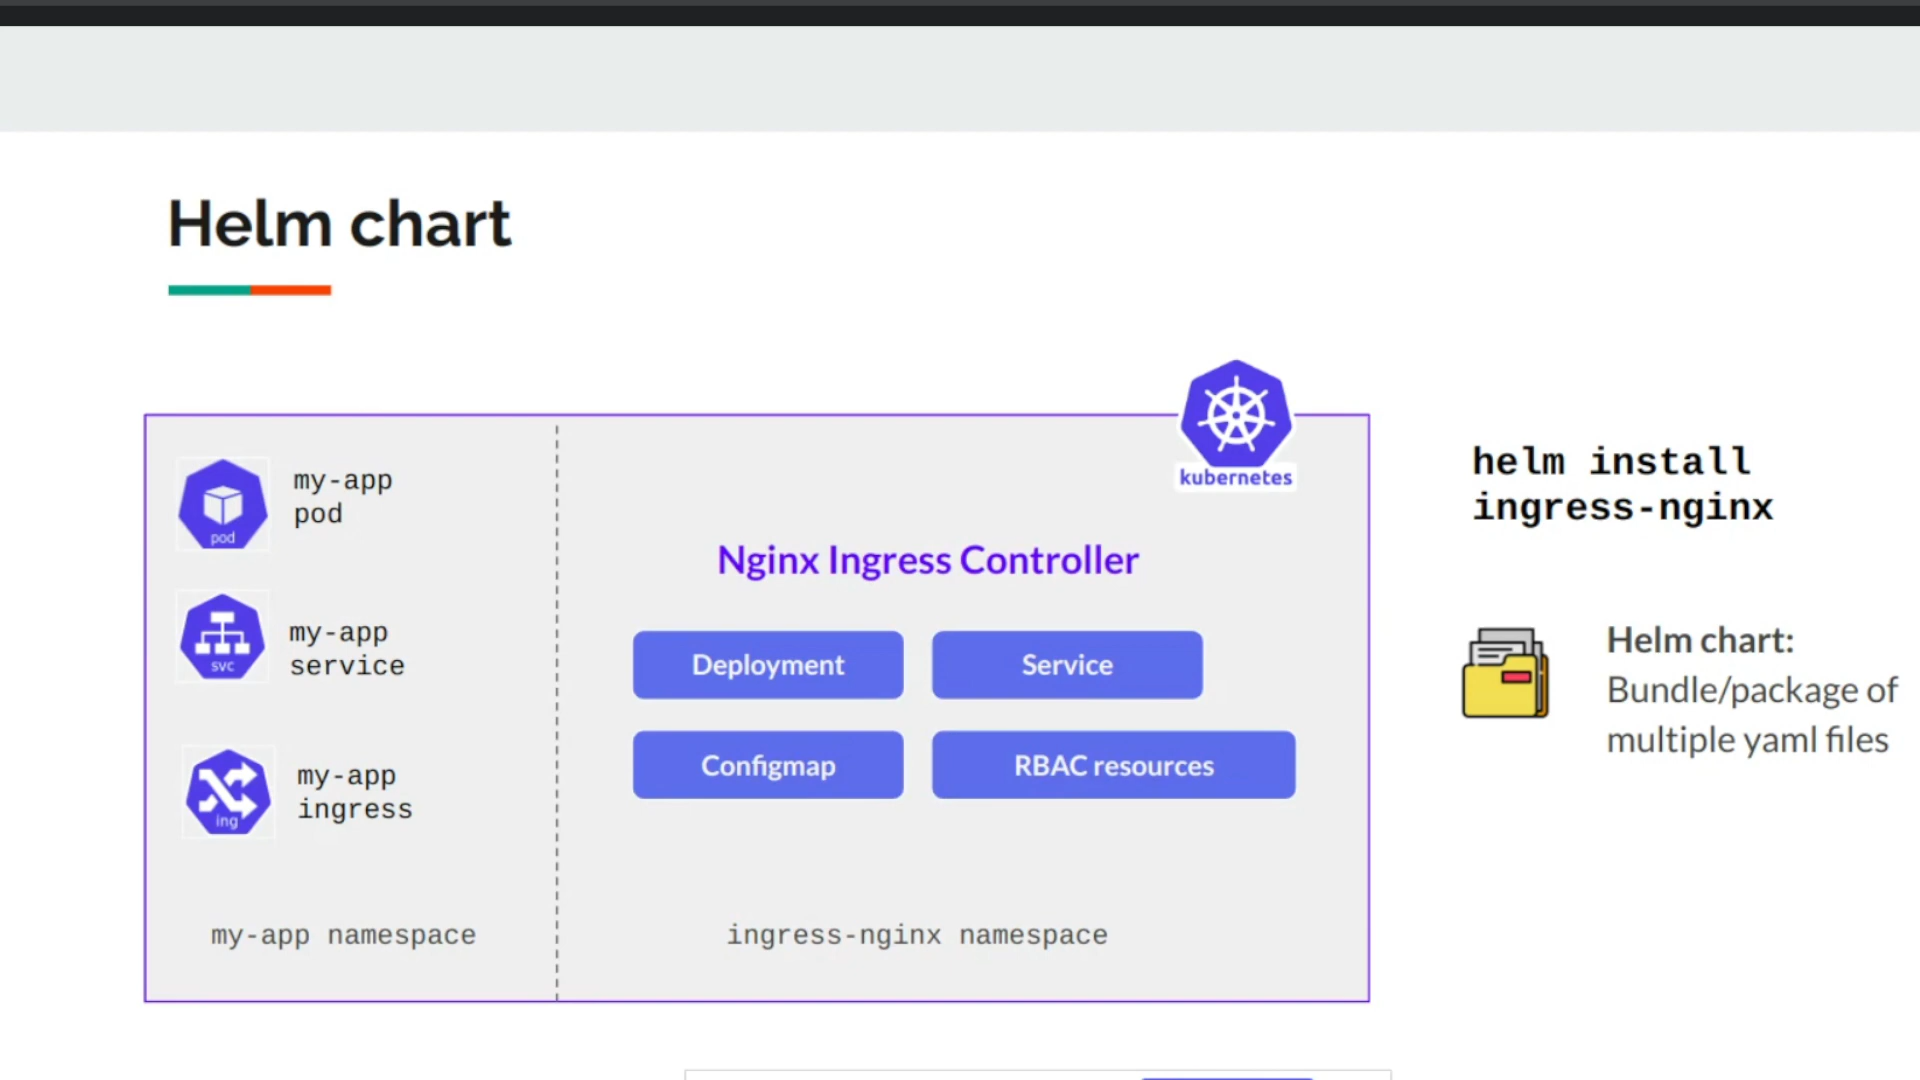 Helm chart
kubernetes
pod
my-app
pod
svc
my-app
service
ing
my-app
ingress
my-app namespace
Nginx Ingress Controller
Deployment
Service
Configmap
RBAC resources
ingress-nginx namespace
helm install
ingress-nginx
Helm chart:
Bundle/package of
multiple yaml files